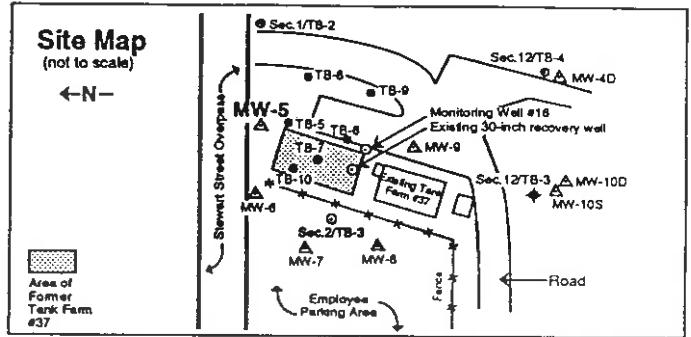 Site Map
(not to scale)
←N–
Stewart Street Overpass
Sec.1/TB-2
TB-6
TB-9
Sec.12/TB-4
MW-4D
MW-5
TB-5
TB-6
Monitoring Well #16
Existing 30-inch recovery well
TB-7
MW-9
TB-10
Existing Tank
Farm
#37
Sec.12/TB-3
MW-10D
MW-10S
MW-6
Sec.2/TB-3
MW-7
MW-6
Fence
Road
Area of
Former
Tank Farm
#37
Employee
Parking Area